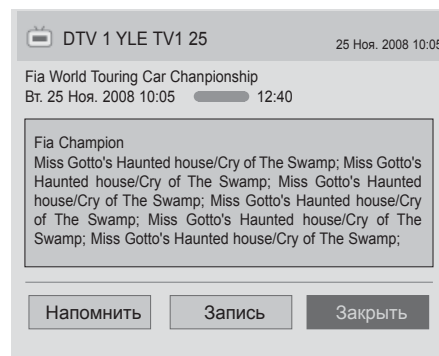 DTV 1 YLE TV1 25
25 Ноя. 2008 10:05
Fia World Touring Car Chanpionship
Вт. 25 Ноя. 2008 10:05 12:40
Fia Champion
Miss Gotto's Haunted house/Cry of The Swamp; Miss Gotto's
Haunted house/Cry of The Swamp; Miss Gotto's Haunted
house/Cry of The Swamp; Miss Gotto's Haunted house/Cry
of The Swamp; Miss Gotto's Haunted house/Cry of The
Swamp; Miss Gotto's Haunted house/Cry of The Swamp;
Напомнить Запись Закрыть